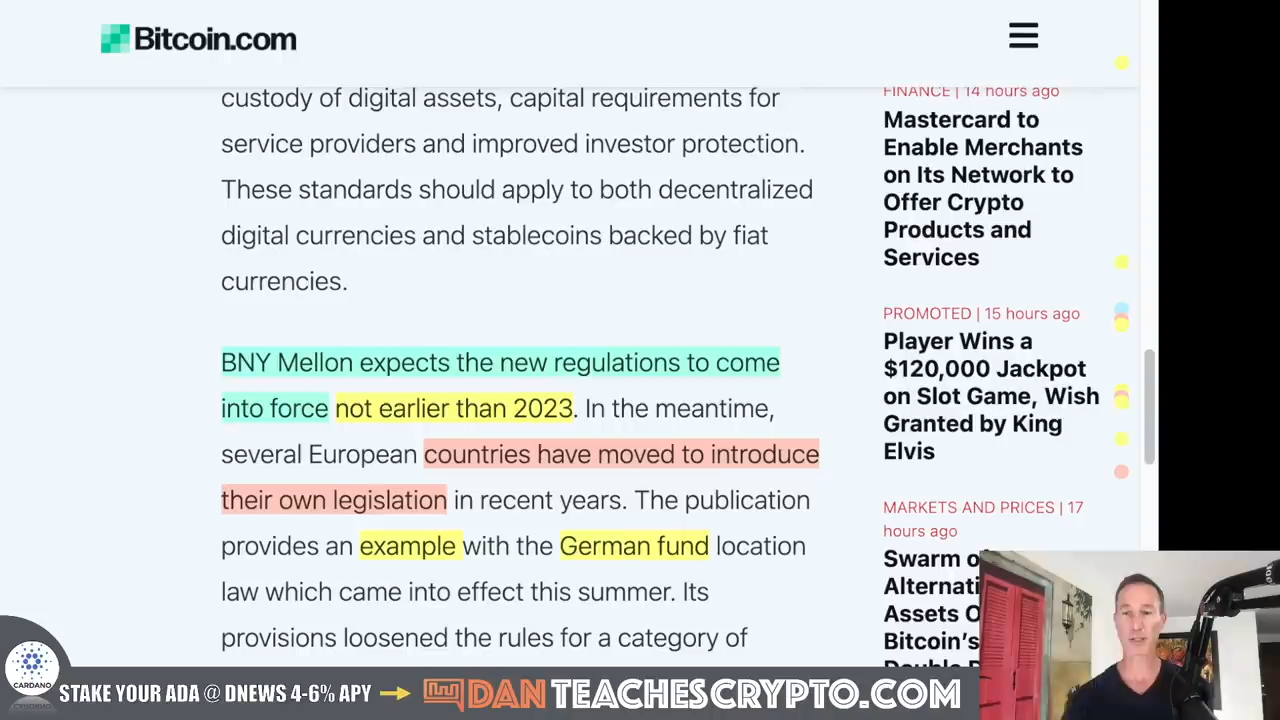 Bitcoin.com
custody of digital assets, capital requirements for
service providers and improved investor protection.
These standards should apply to both decentralized
digital currencies and stablecoins backed by fiat
currencies.
BNY Mellon expects the new regulations to come
into force not earlier than 2023. In the meantime,
several European countries have moved to introduce
their own legislation in recent years. The publication
provides an example with the German fund location
law which came into effect this summer. Its
provisions loosened the rules for a category of
FINANCE | 14 hours ago
Mastercard to
Enable Merchants
on Its Network to
Offer Crypto
Products and
Services
PROMOTED | 15 hours ago
Player Wins a
$120,000 Jackpot
on Slot Game, Wish
Granted by King
Elvis
MARKETS AND PRICES | 17
hours ago
Swarm o
Alternati
Assets O
Bitcoin's
CARDANO
STAKE YOUR ADA @ DNEWS 4-6% APY
DAN TEACHESCRYPTO.COM